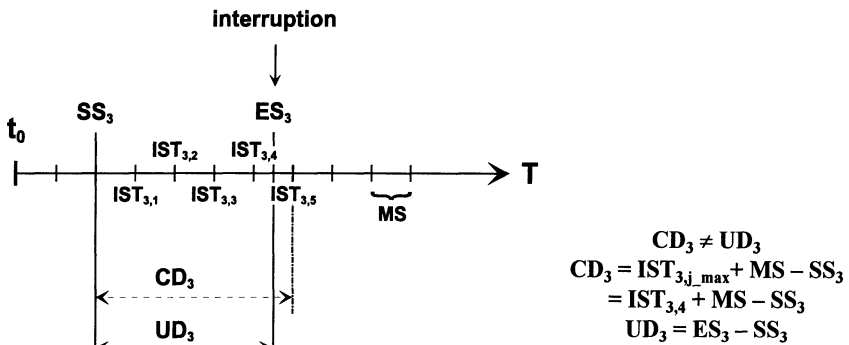 interruption
SS₃ ES₃
t₀
IST₃,₂ IST₃,₄
T
IST₃,₁ IST₃,₃ IST₃,₅
MS
CD₃
UD₃
CD₃ ≠ UD₃
CD₃ = IST₃,j_max + MS – SS₃
= IST₃,₄ + MS – SS₃
UD₃ = ES₃ – SS₃